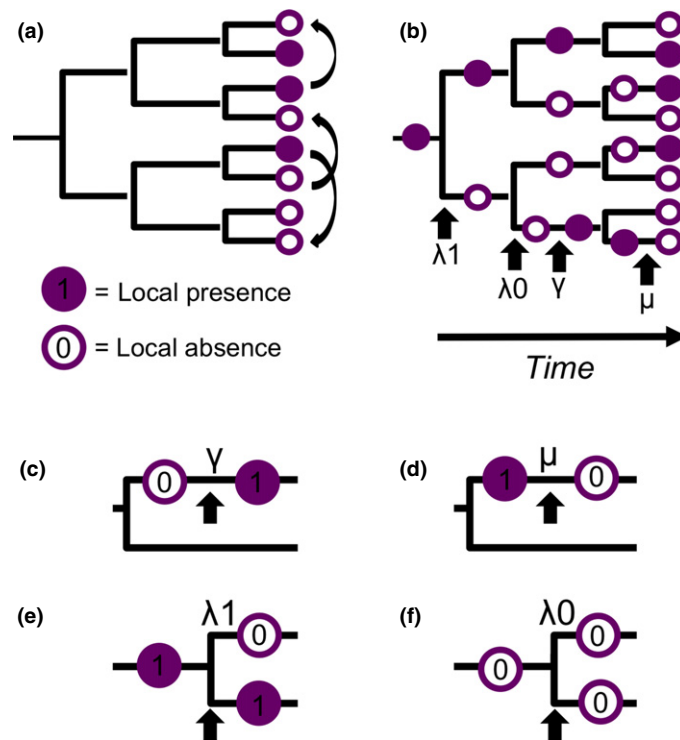 (a)
(b)
λ1
λ0
γ
μ
1 = Local presence
0 = Local absence
Time
(c)
γ
0
1
(d)
μ
1
0
(e)
λ1
0
1
1
(f)
λ0
0
0
0